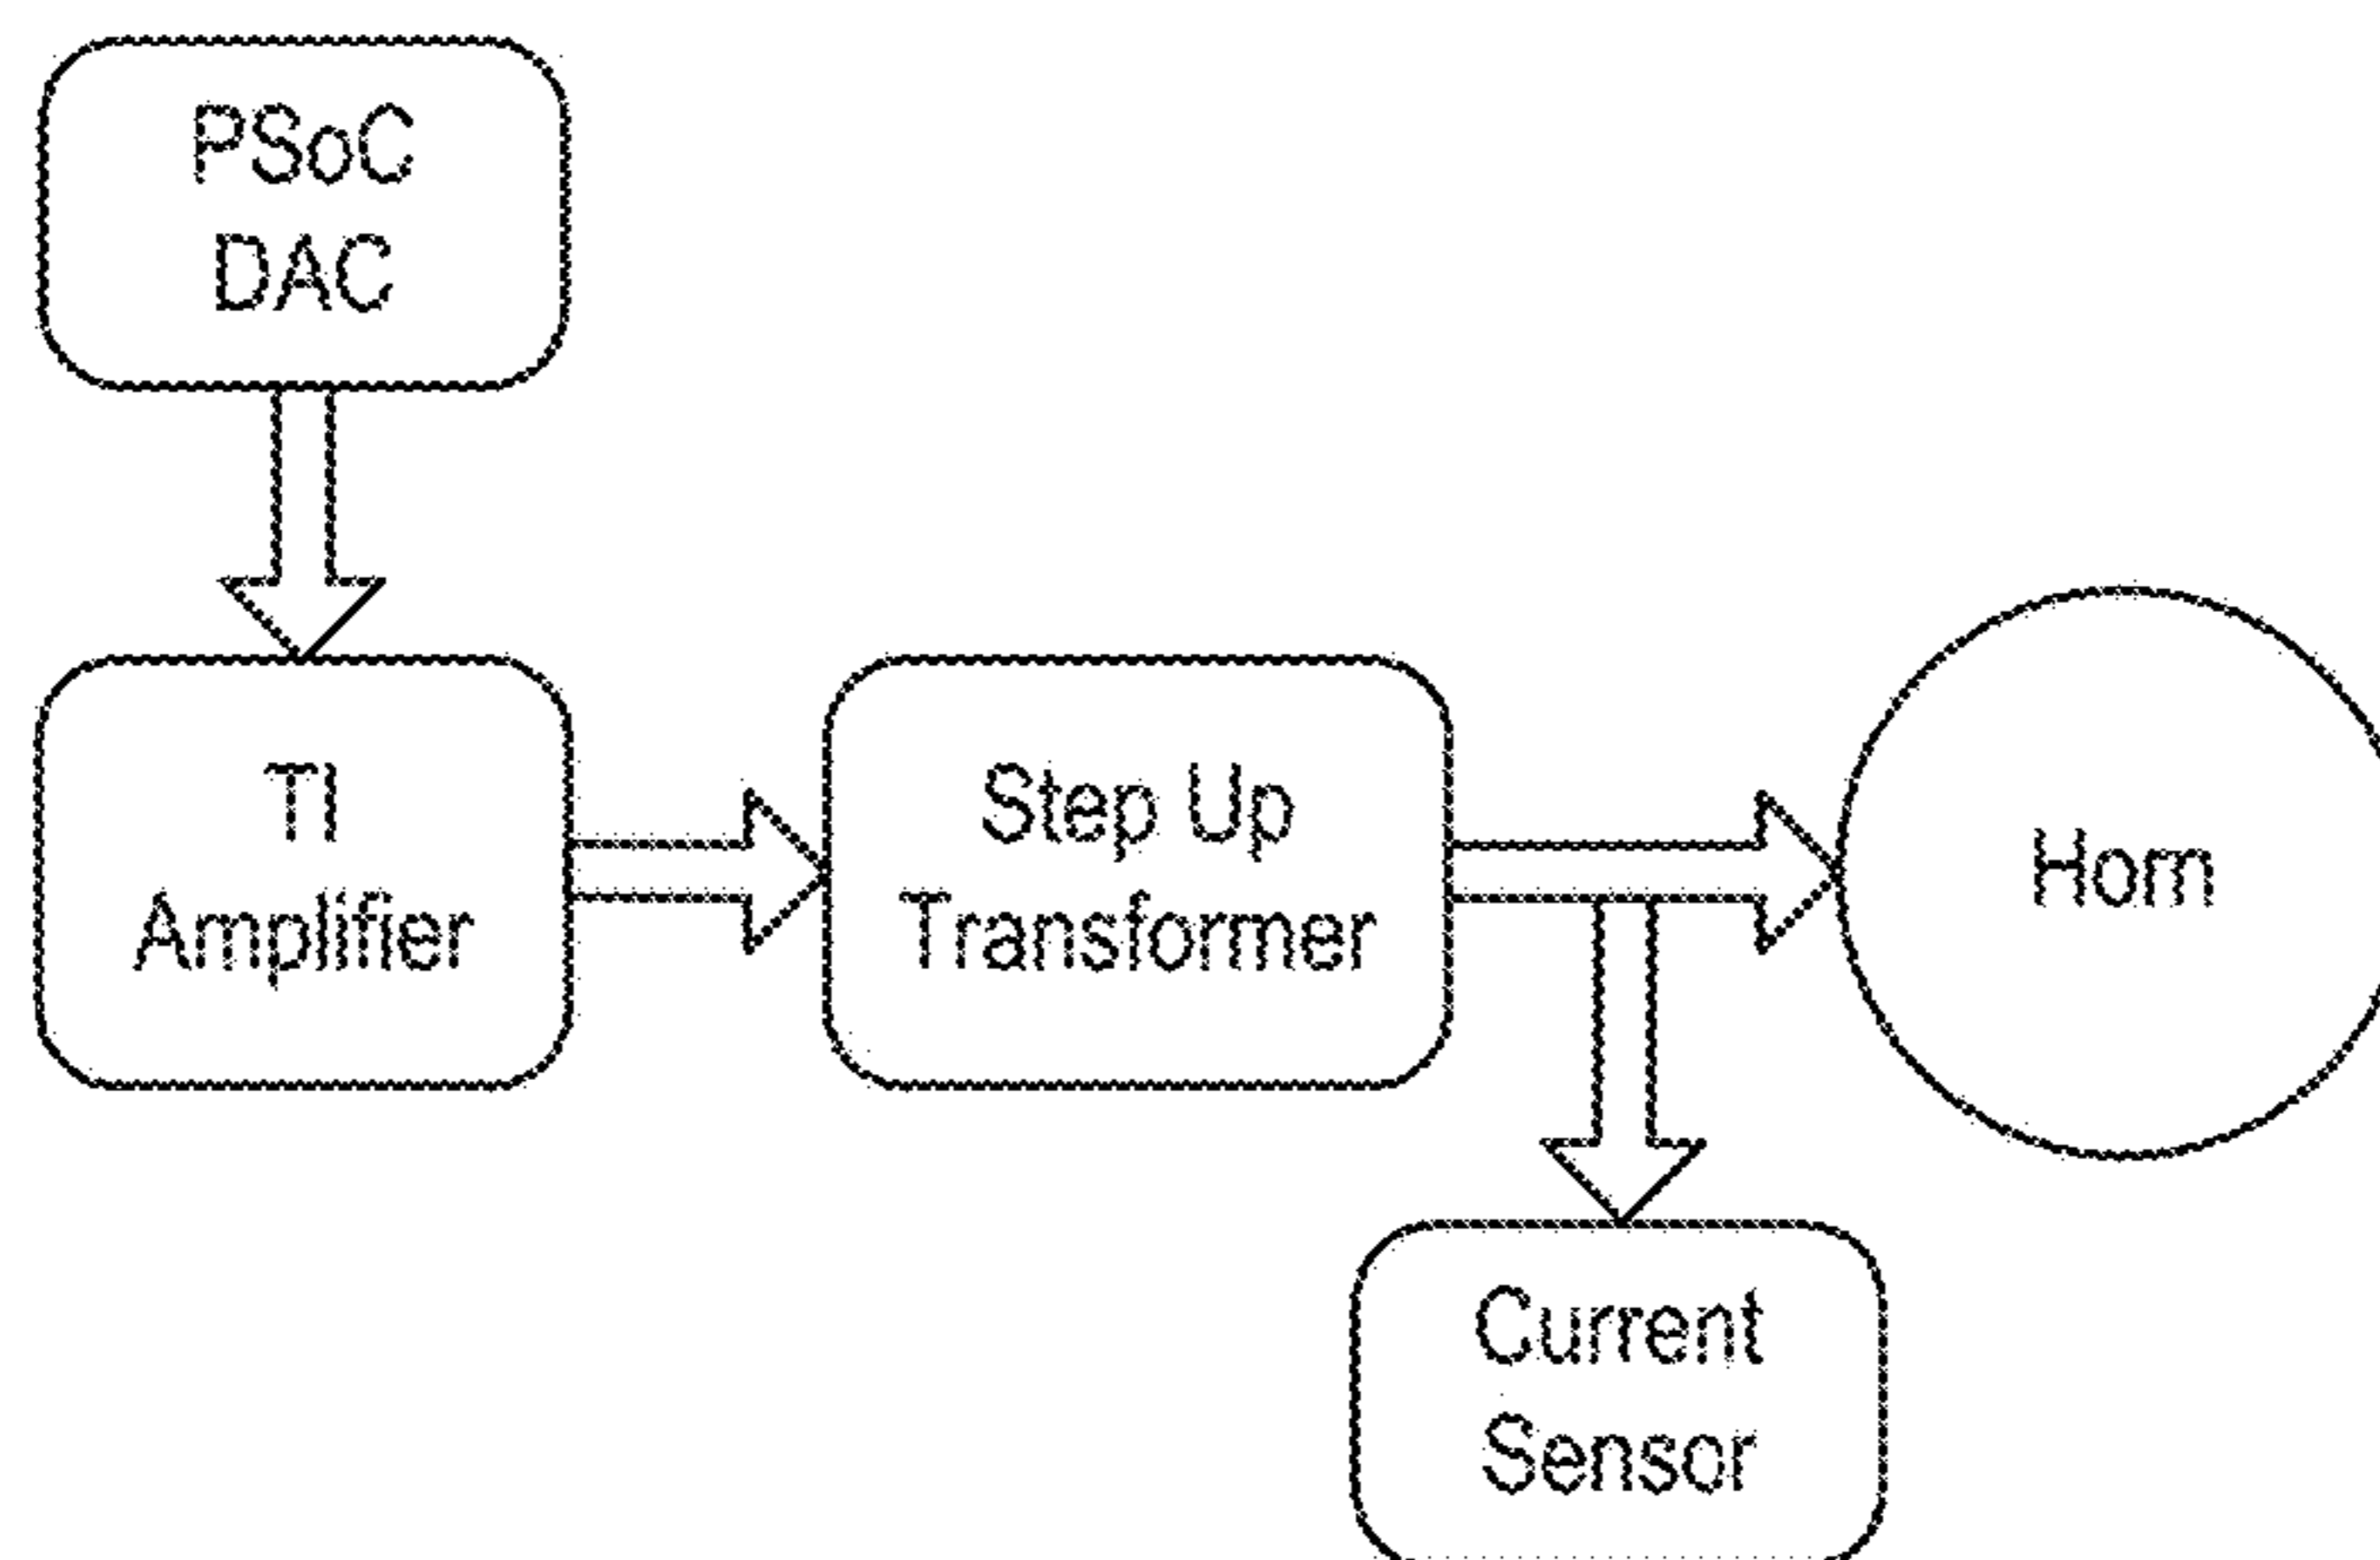 PSoC
DAC
TI
Amplifier
Step Up
Transformer
Horn
Current
Sensor